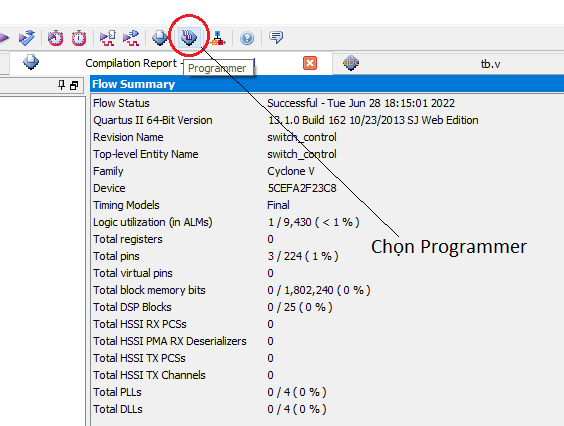 Compilation Report -
tb.v
Programmer
Flow Summary
Flow Status Successful - Tue Jun 28 18:15:01 2022
Quartus II 64-Bit Version 13.1.0 Build 162 10/23/2013 SJ Web Edition
Revision Name switch_control
Top-level Entity Name switch_control
Family Cyclone V
Device 5CEFA2F23C8
Timing Models Final
Logic utilization (in ALMs) 1 / 9,430 ( < 1 % )
Total registers 0
Total pins 3 / 224 ( 1 % )
Total virtual pins 0
Total block memory bits 0 / 1,802,240 ( 0 % )
Total DSP Blocks 0 / 25 ( 0 % )
Total HSSI RX PCSs 0
Total HSSI PMA RX Deserializers 0
Total HSSI TX PCSs 0
Total HSSI TX Channels 0
Total PLLs 0 / 4 ( 0 % )
Total DLLs 0 / 4 ( 0 % )
Chọn Programmer